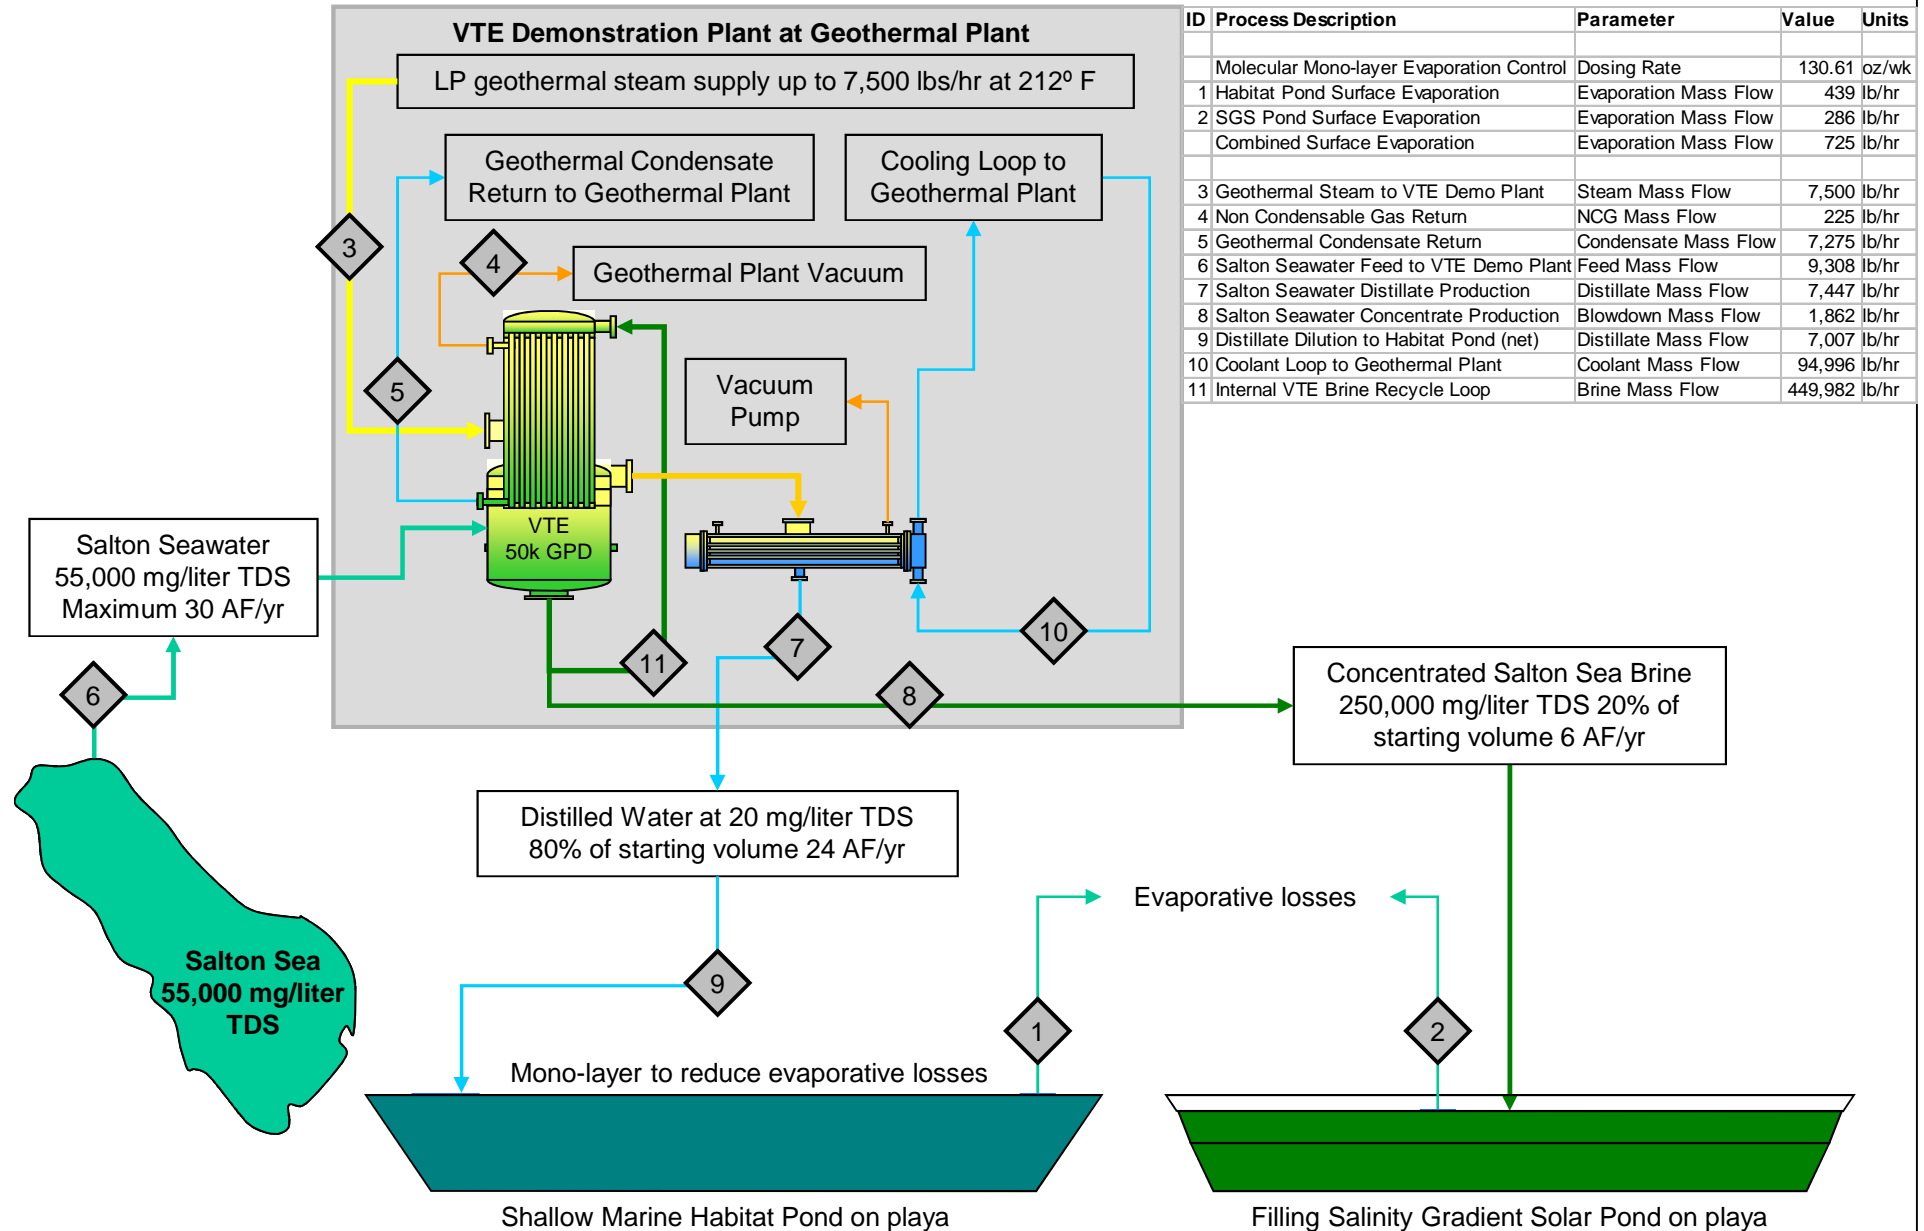 VTE Demonstration Plant at Geothermal Plant
LP geothermal steam supply up to 7,500 lbs/hr at 212º F
Geothermal Condensate
Return to Geothermal Plant
Cooling Loop to
Geothermal Plant
3
4
Geothermal Plant Vacuum
5
Vacuum
Pump
VTE
50k GPD
Salton Seawater
55,000 mg/liter TDS
Maximum 30 AF/yr
6
11
7
10
8
ID Process Description Parameter Value Units
Molecular Mono-layer Evaporation Control Dosing Rate 130.61 oz/wk
1 Habitat Pond Surface Evaporation Evaporation Mass Flow 439 lb/hr
2 SGS Pond Surface Evaporation Evaporation Mass Flow 286 lb/hr
Combined Surface Evaporation Evaporation Mass Flow 725 lb/hr
3 Geothermal Steam to VTE Demo Plant Steam Mass Flow 7,500 lb/hr
4 Non Condensable Gas Return NCG Mass Flow 225 lb/hr
5 Geothermal Condensate Return Condensate Mass Flow 7,275 lb/hr
6 Salton Seawater Feed to VTE Demo Plant Feed Mass Flow 9,308 lb/hr
7 Salton Seawater Distillate Production Distillate Mass Flow 7,447 lb/hr
8 Salton Seawater Concentrate Production Blowdown Mass Flow 1,862 lb/hr
9 Distillate Dilution to Habitat Pond (net) Distillate Mass Flow 7,007 lb/hr
10 Coolant Loop to Geothermal Plant Coolant Mass Flow 94,996 lb/hr
11 Internal VTE Brine Recycle Loop Brine Mass Flow 449,982 lb/hr
Concentrated Salton Sea Brine
250,000 mg/liter TDS 20% of
starting volume 6 AF/yr
Distilled Water at 20 mg/liter TDS
80% of starting volume 24 AF/yr
Evaporative losses
Salton Sea
55,000 mg/liter
TDS
9
1
2
Mono-layer to reduce evaporative losses
Shallow Marine Habitat Pond on playa
Filling Salinity Gradient Solar Pond on playa